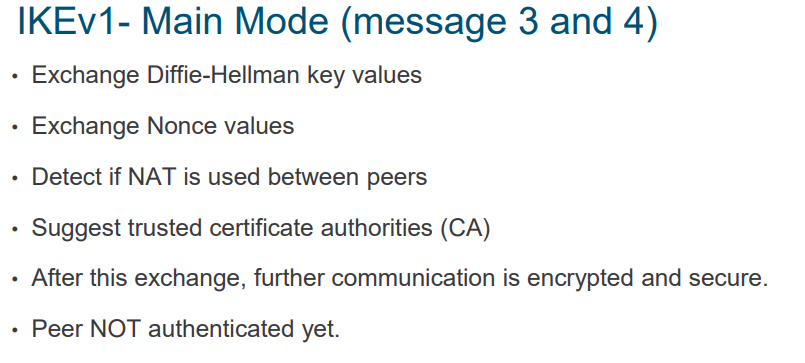 IKEv1- Main Mode (message 3 and 4)
• Exchange Diffie-Hellman key values
• Exchange Nonce values
• Detect if NAT is used between peers
• Suggest trusted certificate authorities (CA)
• After this exchange, further communication is encrypted and secure.
• Peer NOT authenticated yet.